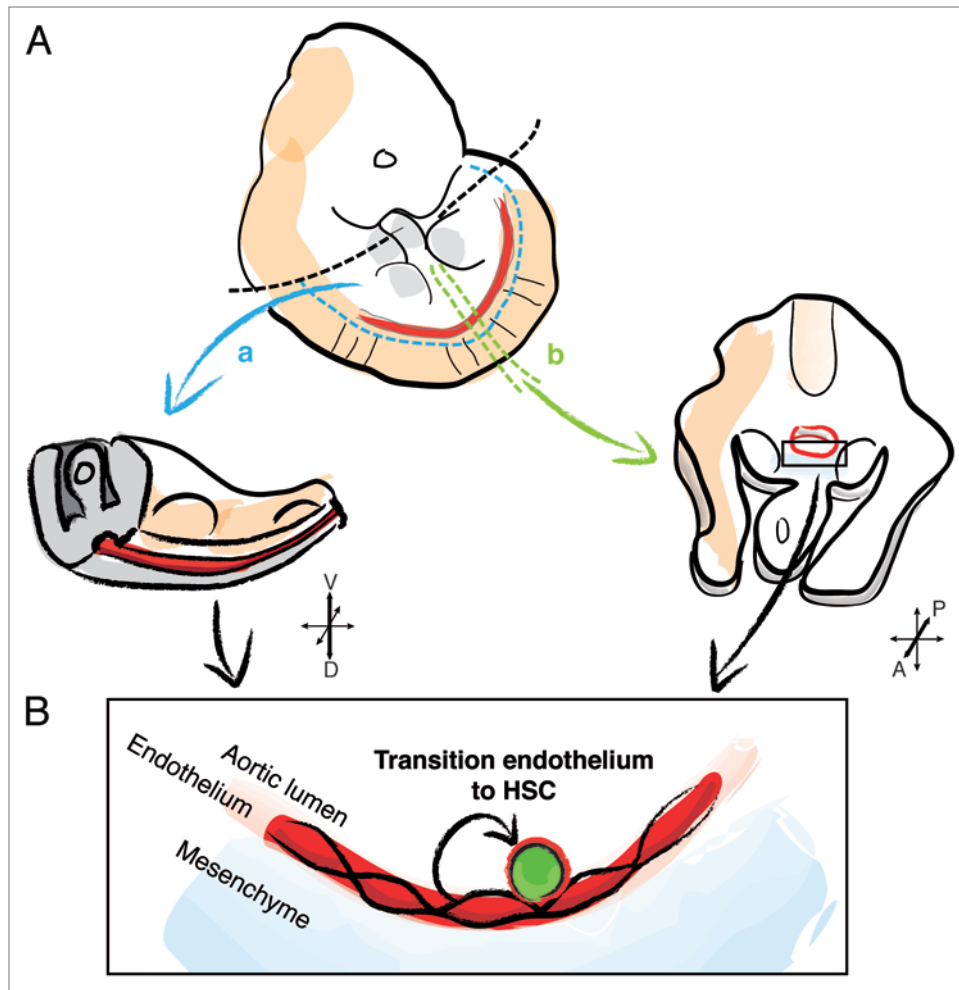 A
a
b
V
D
P
A
B
Endothelium
Aortic lumen
Mesenchyme
Transition endothelium
to HSC